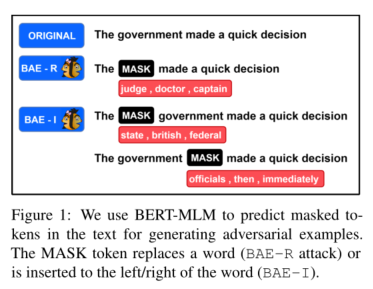 ORIGINAL The government made a quick decision
BAE - R The MASK made a quick decision
judge , doctor , captain
BAE - I The MASK government made a quick decision
state , british , federal
The government MASK made a quick decision
officials , then , immediately
Figure 1: We use BERT-MLM to predict masked to-
kens in the text for generating adversarial examples.
The MASK token replaces a word (BAE-R attack) or
is inserted to the left/right of the word (BAE-I).